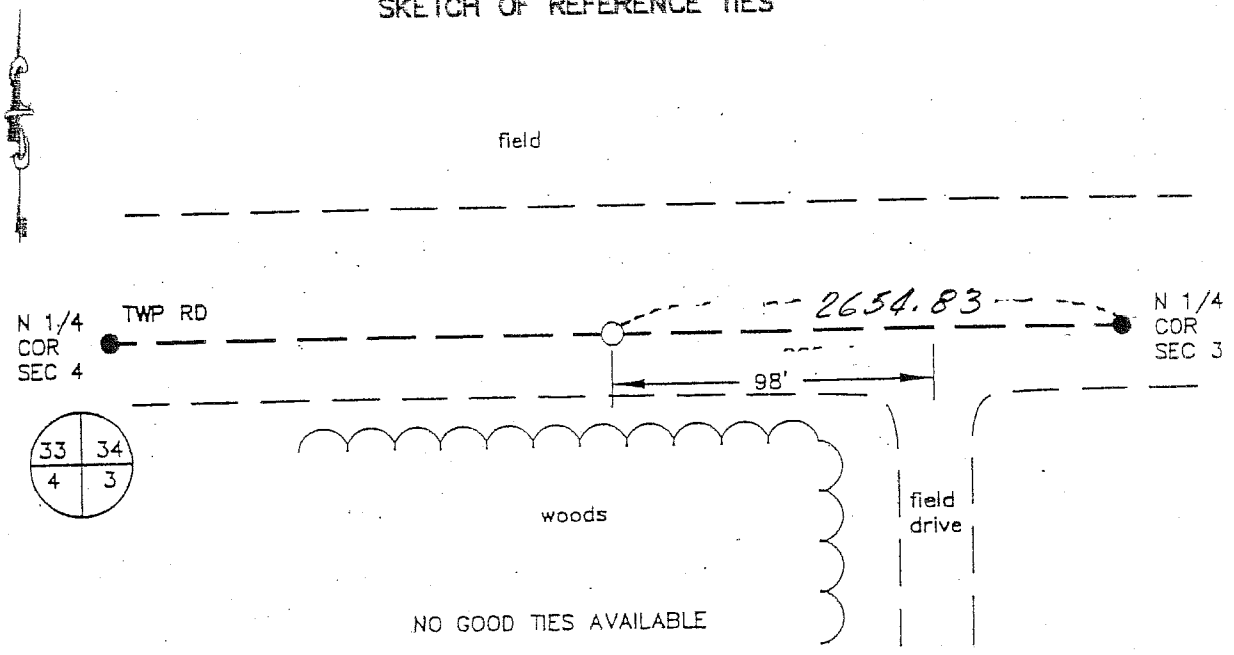 SKETCH OF REFERENCE TIES
field
TWP RD
N 1/4
COR
SEC 4
2654.83
N 1/4
COR
SEC 3
98'
33 34
4 3
woods
field
drive
NO GOOD TIES AVAILABLE